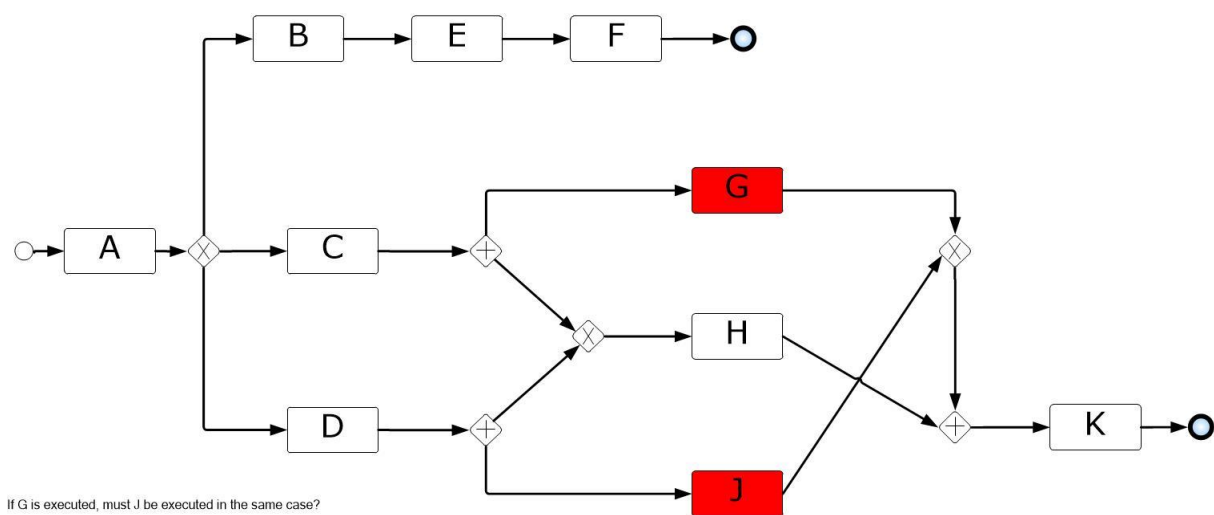 B E F
G
A C
H
D K
J
If G is executed, must J be executed in the same case?